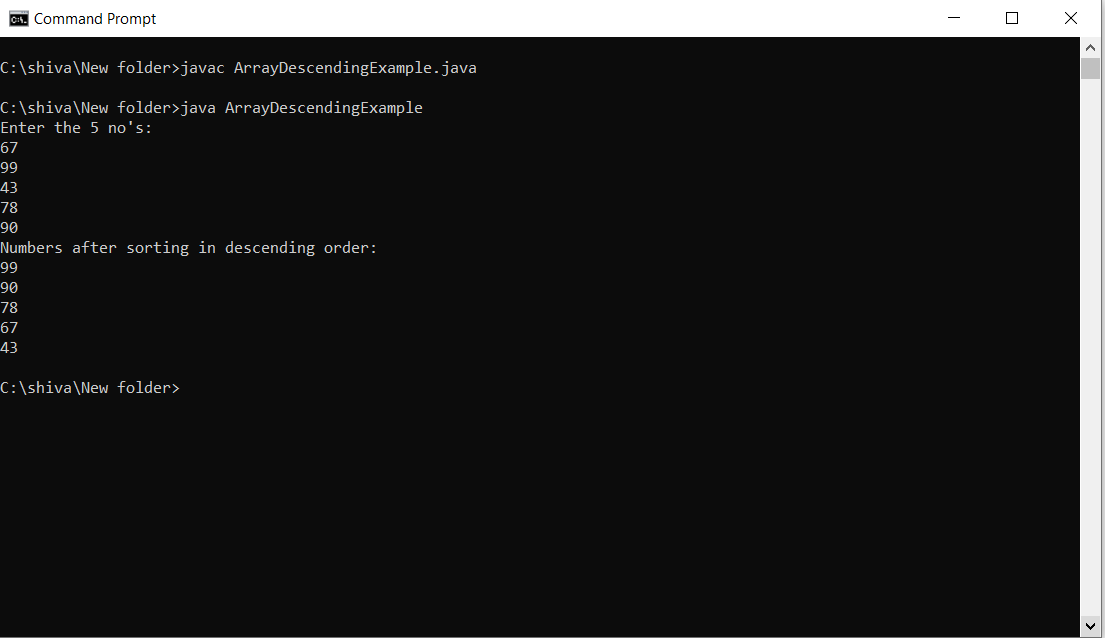 Command Prompt
C:\shiva\New folder>javac ArrayDescendingExample.java
C:\shiva\New folder>java ArrayDescendingExample
Enter the 5 no's:
67
99
43
78
90
Numbers after sorting in descending order:
99
90
78
67
43
C:\shiva\New folder>